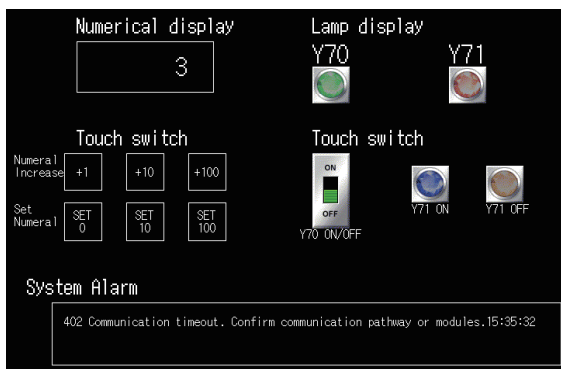 Numerical display
3
Lamp display
Y70
Y71
Touch switch
Numeral
Increase
+1
+10
+100
Set
Numeral
SET
0
SET
10
SET
100
Touch switch
ON
OFF
Y70 ON/OFF
Y71 ON
Y71 OFF
System Alarm
402 Communication timeout. Confirm communication pathway or modules.15:35:32